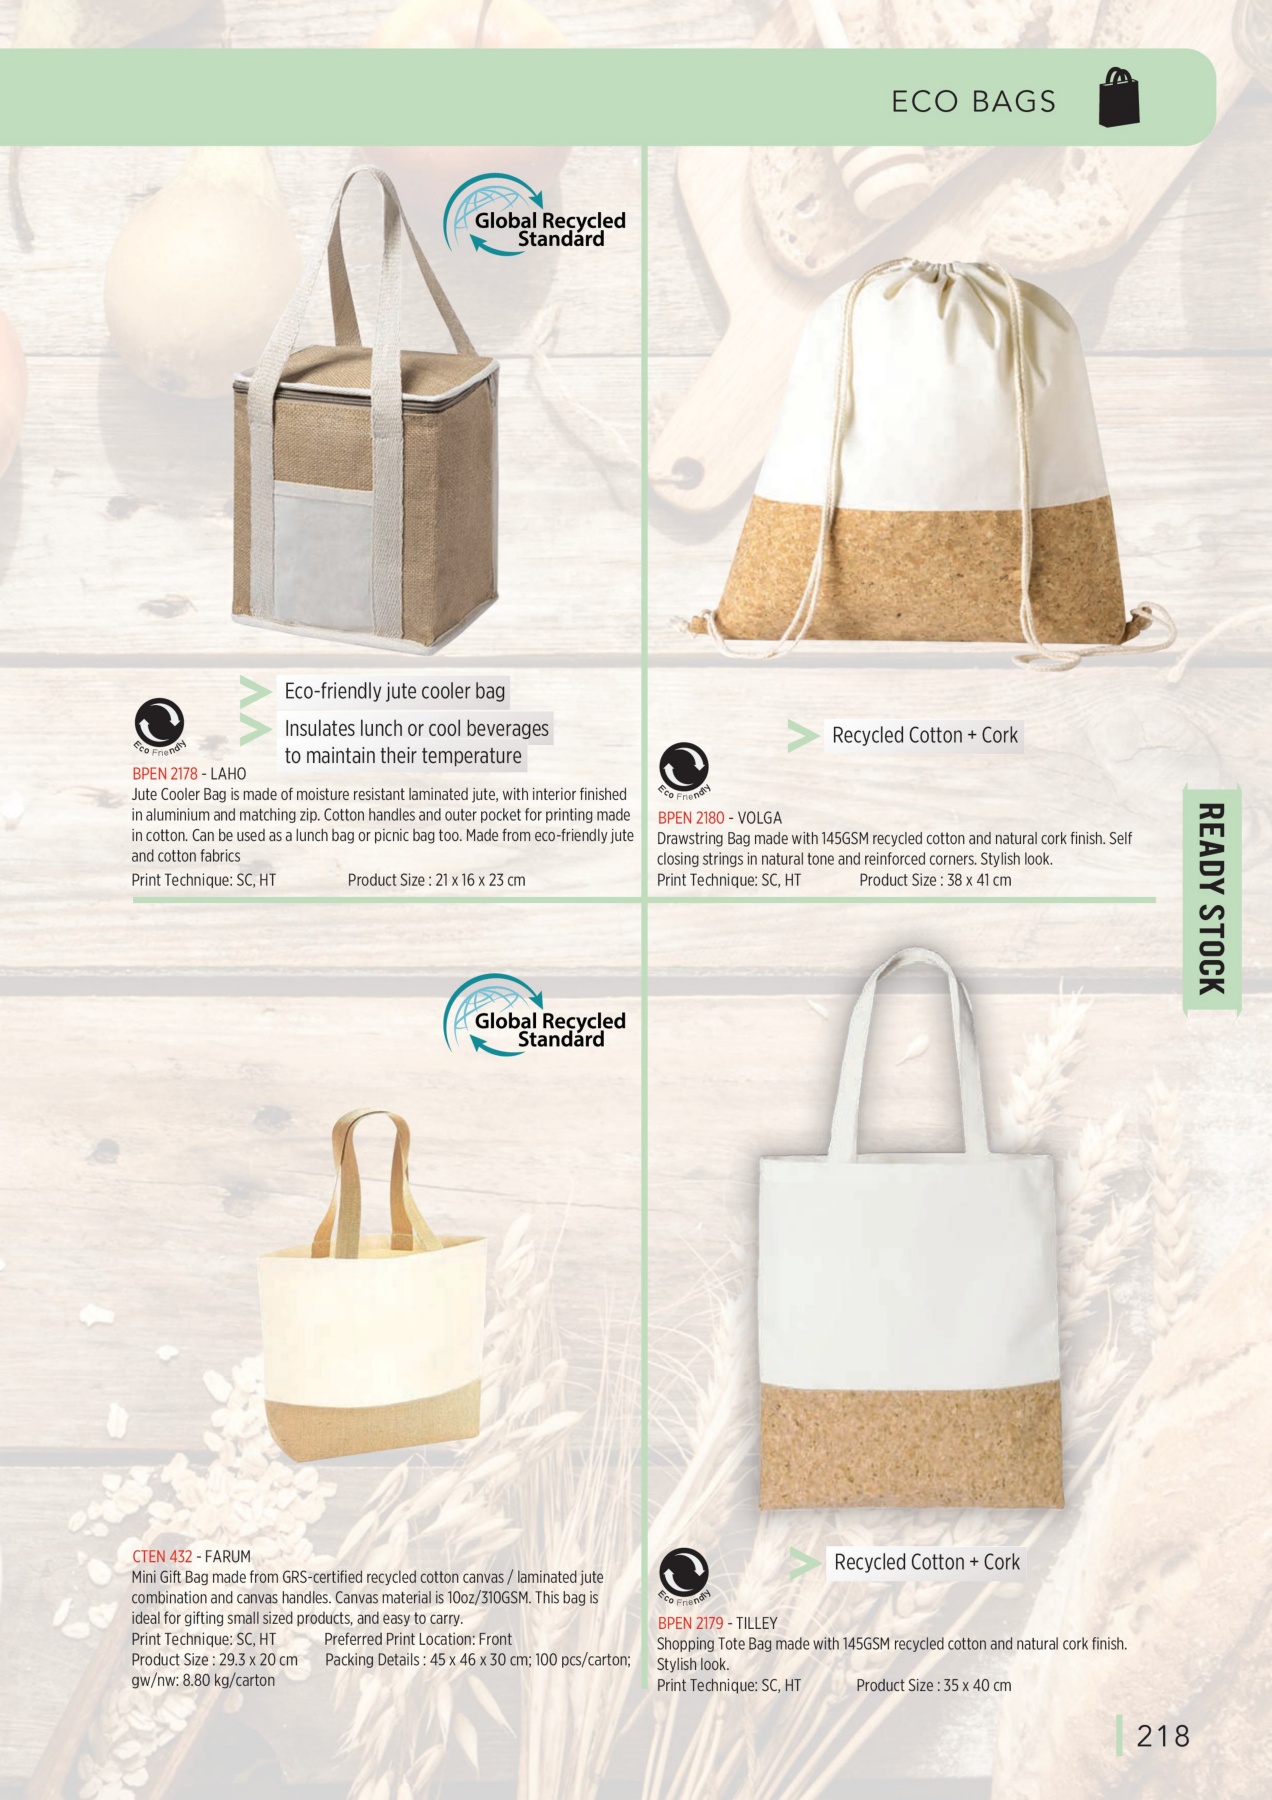 ECO BAGS
Global Recycled
Standard
Eco-friendly jute cooler bag
Insulates lunch or cool beverages
to maintain their temperature
Eco Friendly
BPEN 2178 - LAHO
Jute Cooler Bag is made of moisture resistant laminated jute, with interior finished
in aluminium and matching zip. Cotton handles and outer pocket for printing made
in cotton. Can be used as a lunch bag or picnic bag too. Made from eco-friendly jute
and cotton fabrics
Print Technique: SC, HT Product Size : 21 x 16 x 23 cm
Recycled Cotton + Cork
Eco Friendly
BPEN 2180 - VOLGA
Drawstring Bag made with 145GSM recycled cotton and natural cork finish. Self
closing strings in natural tone and reinforced corners. Stylish look.
Print Technique: SC, HT Product Size : 38 x 41 cm
READY STOCK
Global Recycled
Standard
CTEN 432 - FARUM
Mini Gift Bag made from GRS-certified recycled cotton canvas / laminated jute
combination and canvas handles. Canvas material is 10oz/310GSM. This bag is
ideal for gifting small sized products, and easy to carry.
Print Technique: SC, HT Preferred Print Location: Front
Product Size : 29.3 x 20 cm Packing Details : 45 x 46 x 30 cm; 100 pcs/carton;
gw/nw: 8.80 kg/carton
Recycled Cotton + Cork
Eco Friendly
BPEN 2179 - TILLEY
Shopping Tote Bag made with 145GSM recycled cotton and natural cork finish.
Stylish look.
Print Technique: SC, HT Product Size : 35 x 40 cm
218